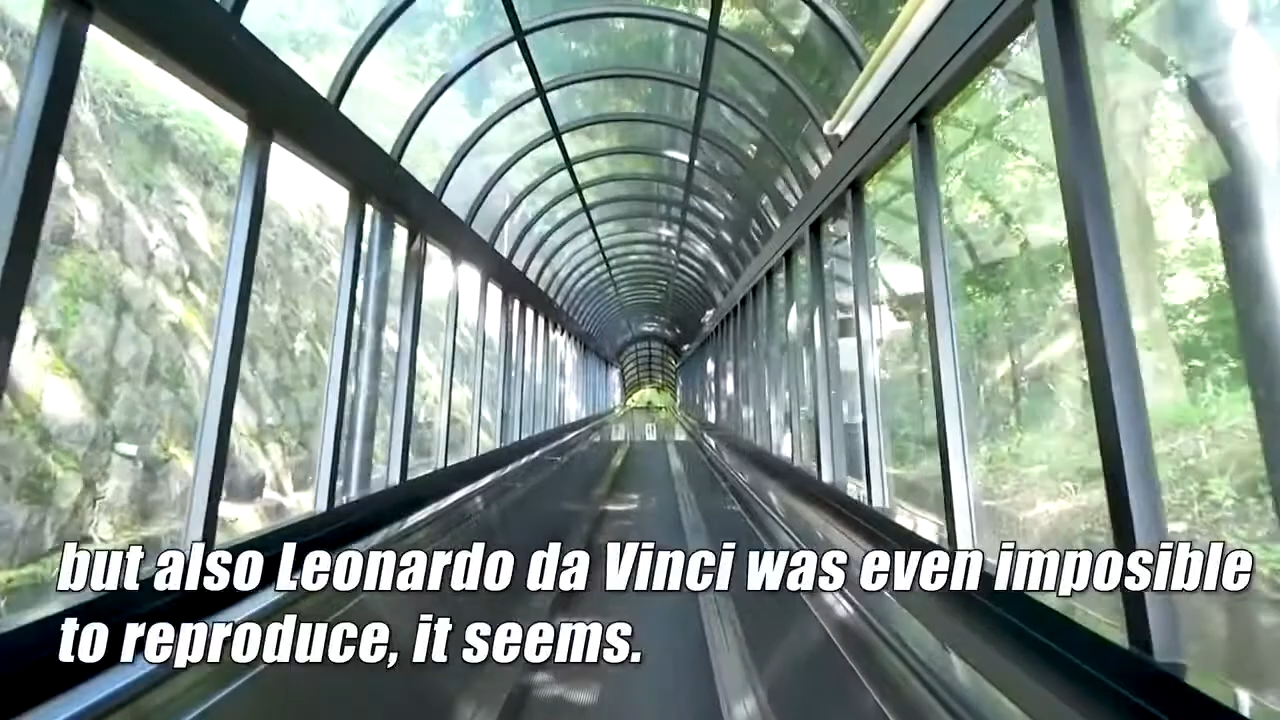 but also Leonardo da Vinci was even imposible
to reproduce, it seems.